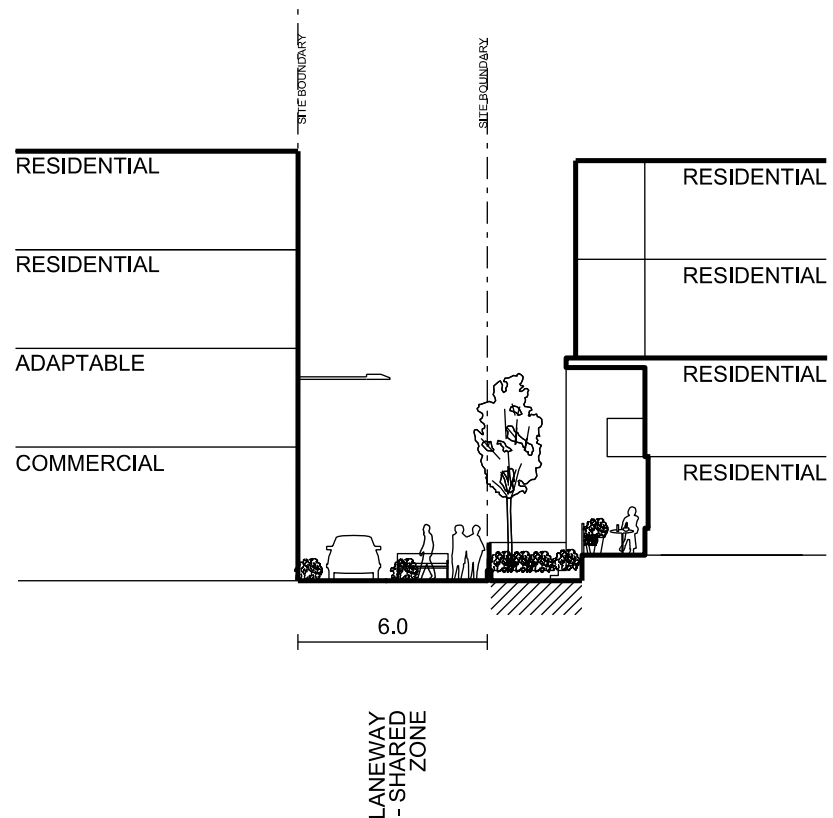 SITE BOUNDARY
SITE BOUNDARY
RESIDENTIAL
RESIDENTIAL
RESIDENTIAL
RESIDENTIAL
ADAPTABLE
RESIDENTIAL
COMMERCIAL
RESIDENTIAL
6.0
LANEWAY
- SHARED
ZONE